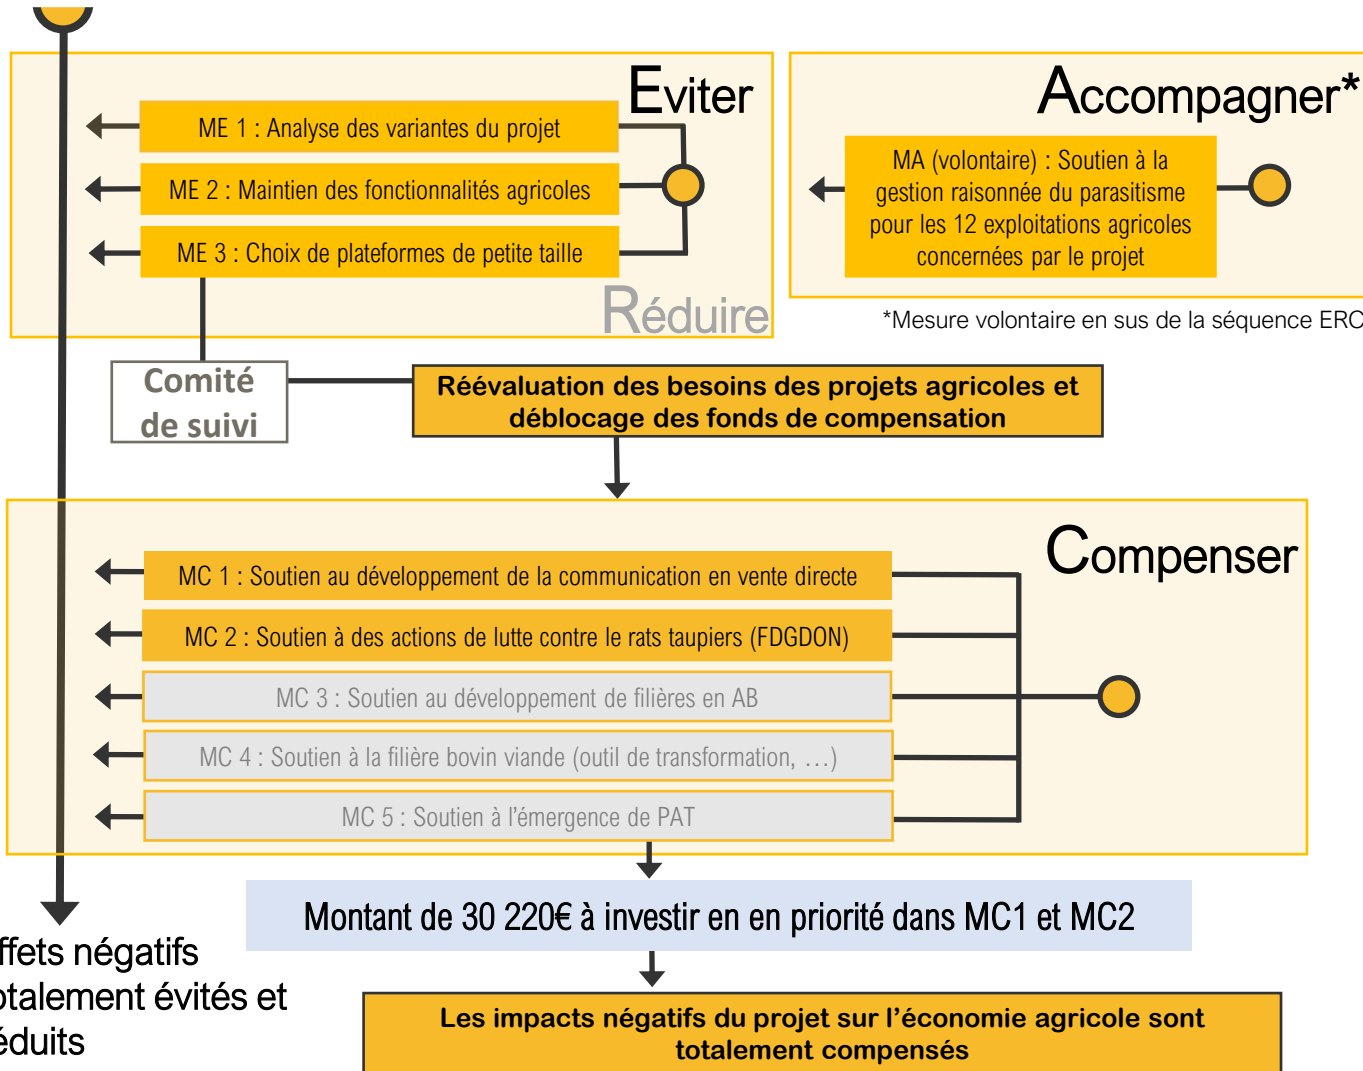 Eviter
ME 1 : Analyse des variantes du projet
ME 2 : Maintien des fonctionnalités agricoles
ME 3 : Choix de plateformes de petite taille
Réduire
Accompagner*
MA (volontaire) : Soutien à la
gestion raisonnée du parasitisme
pour les 12 exploitations agricoles
concernées par le projet
*Mesure volontaire en sus de la séquence ERC
Comité
de suivi
Réévaluation des besoins des projets agricoles et
déblocage des fonds de compensation
Compenser
MC 1 : Soutien au développement de la communication en vente directe
MC 2 : Soutien à des actions de lutte contre le rats taupiers (FDGDON)
MC 3 : Soutien au développement de filières en AB
MC 4 : Soutien à la filière bovin viande (outil de transformation, …)
MC 5 : Soutien à l'émergence de PAT
Montant de 30 220€ à investir en en priorité dans MC1 et MC2
ffets négatifs
otalement évités et
éduits
Les impacts négatifs du projet sur l'économie agricole sont
totalement compensés